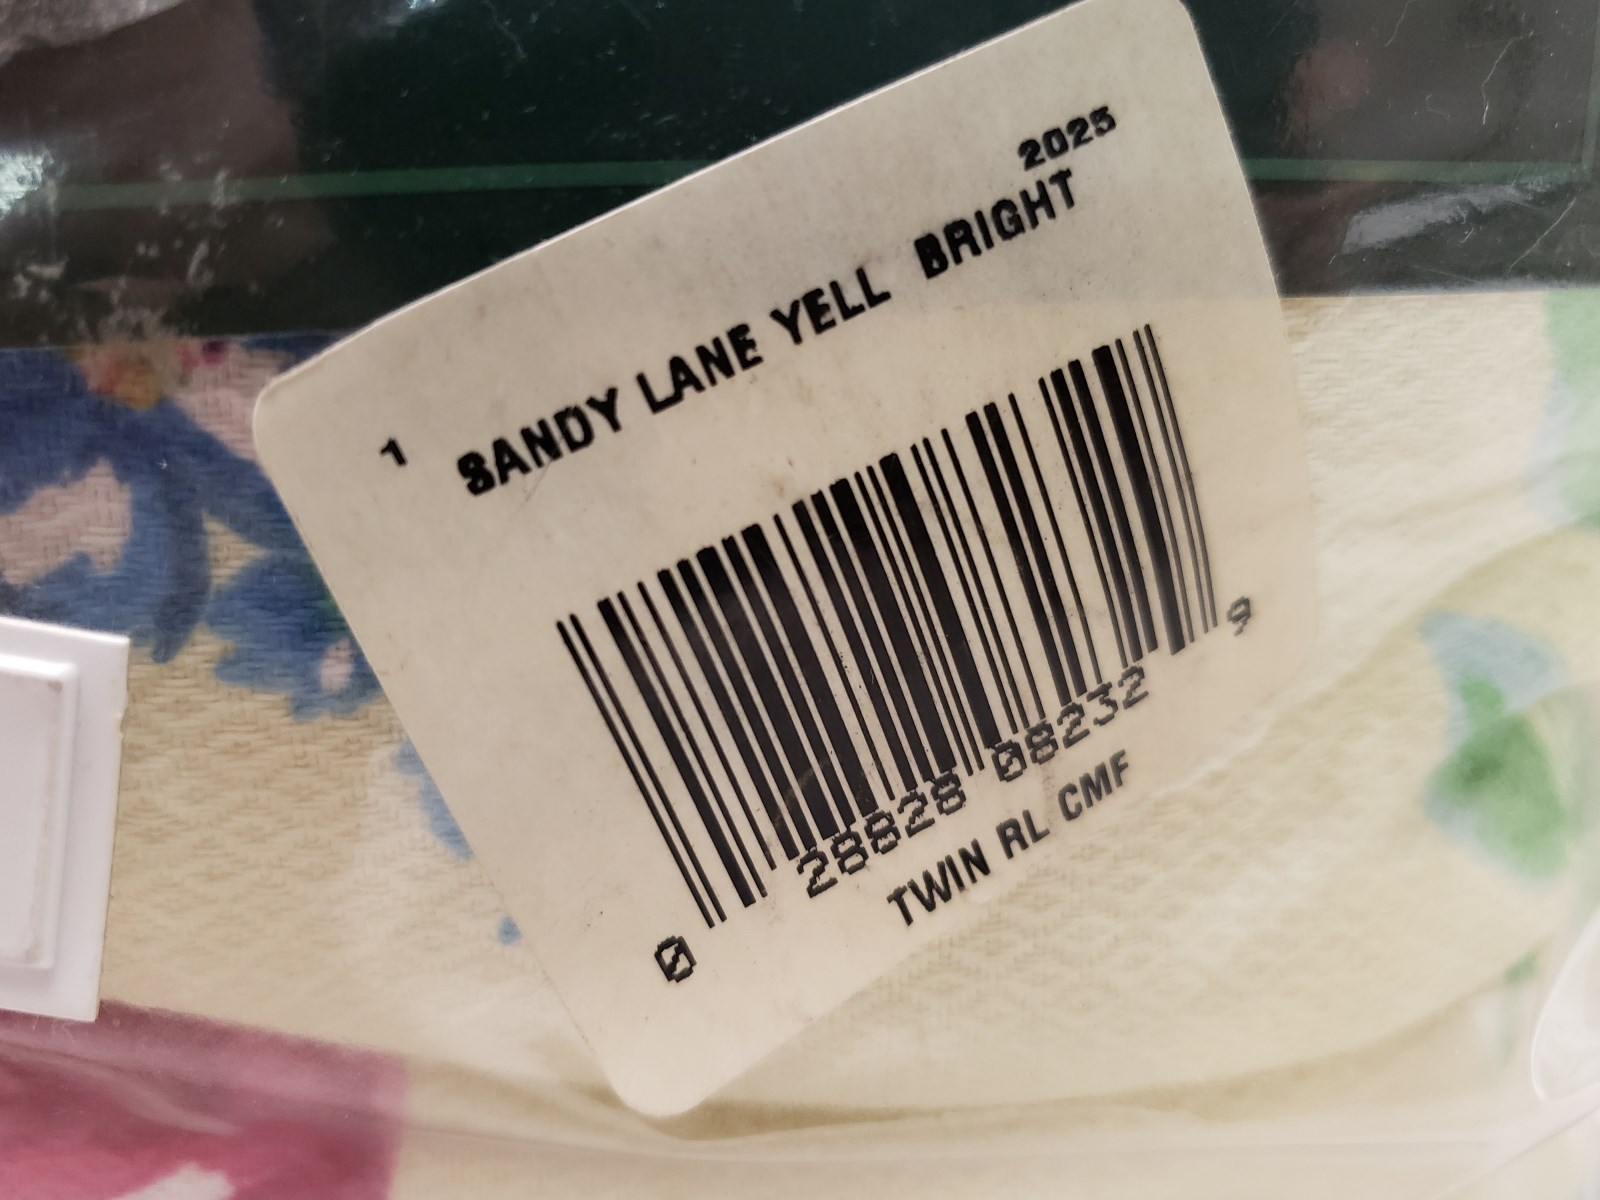 2025
1 SANDY LANE YELL BRIGHT
0 28828 08232 9
TWIN RL CMF